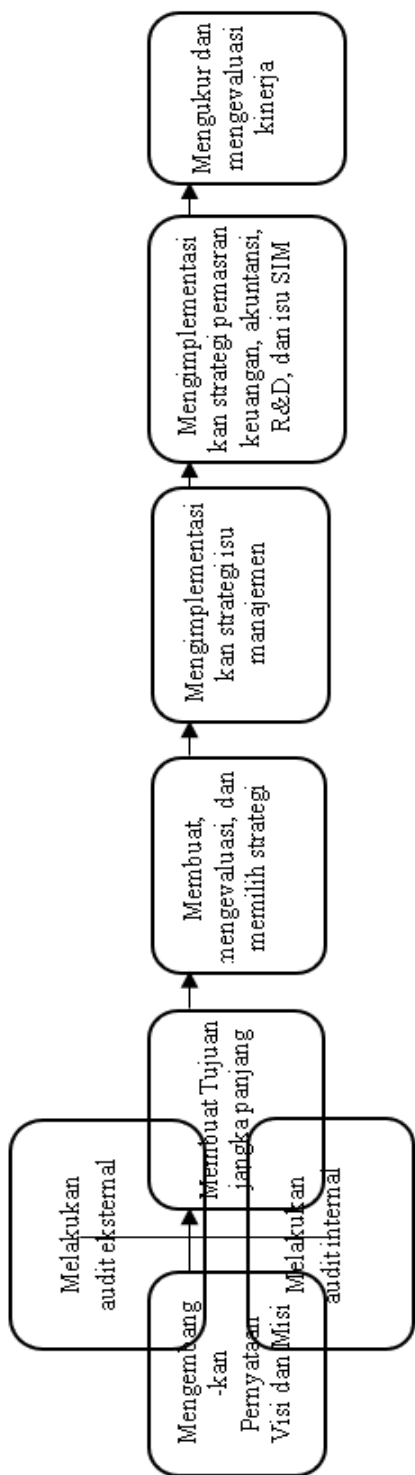 Mengembang
-kan
Pernyataan
Visi dan Misi
Melakukan
audit eksternal
Melakukan
audit internal
Membuat Tujuan
jangka panjang
Membuat,
mengevaluasi, dan
memilih strategi
Mengimplementasi
kan strategi isu
manajemen
Mengimplementasi
kan strategi pemasran
keuangan, akuntansi,
R&D, dan isu SIM
Mengukur dan
mengevaluasi
kinerja